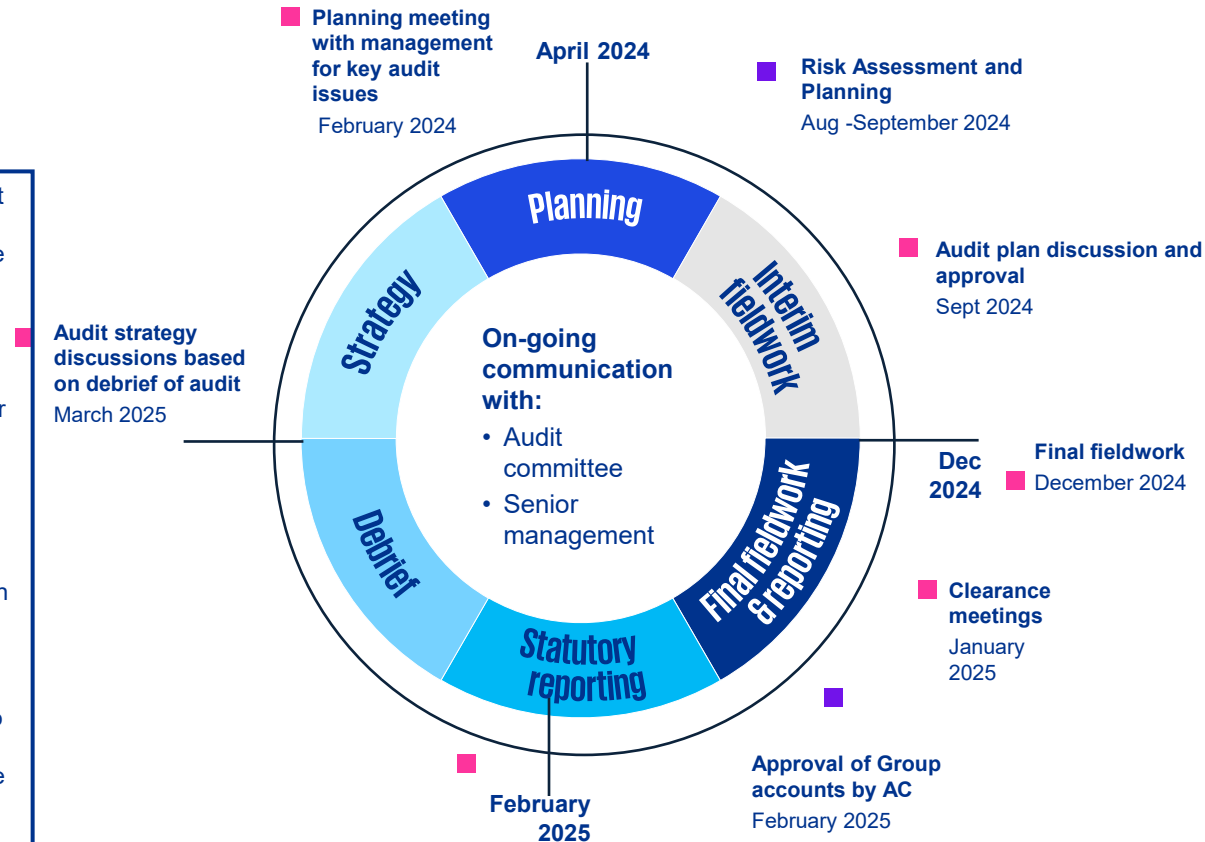 Planning meeting
with management
for key audit
issues
February 2024
April 2024
Risk Assessment and
Planning
Aug -September 2024
Audit plan discussion and
approval
Sept 2024
Audit strategy
discussions based
on debrief of audit
March 2025
Planning
Interim
fieldwork
Strategy
On-going
communication
with:
• Audit
committee
• Senior
management
Dec
2024
Final fieldwork
December 2024
Debrief
Final fieldwork
& reporting
Statutory
reporting
Clearance
meetings
January
2025
Approval of Group
accounts by AC
February 2025
February
2025